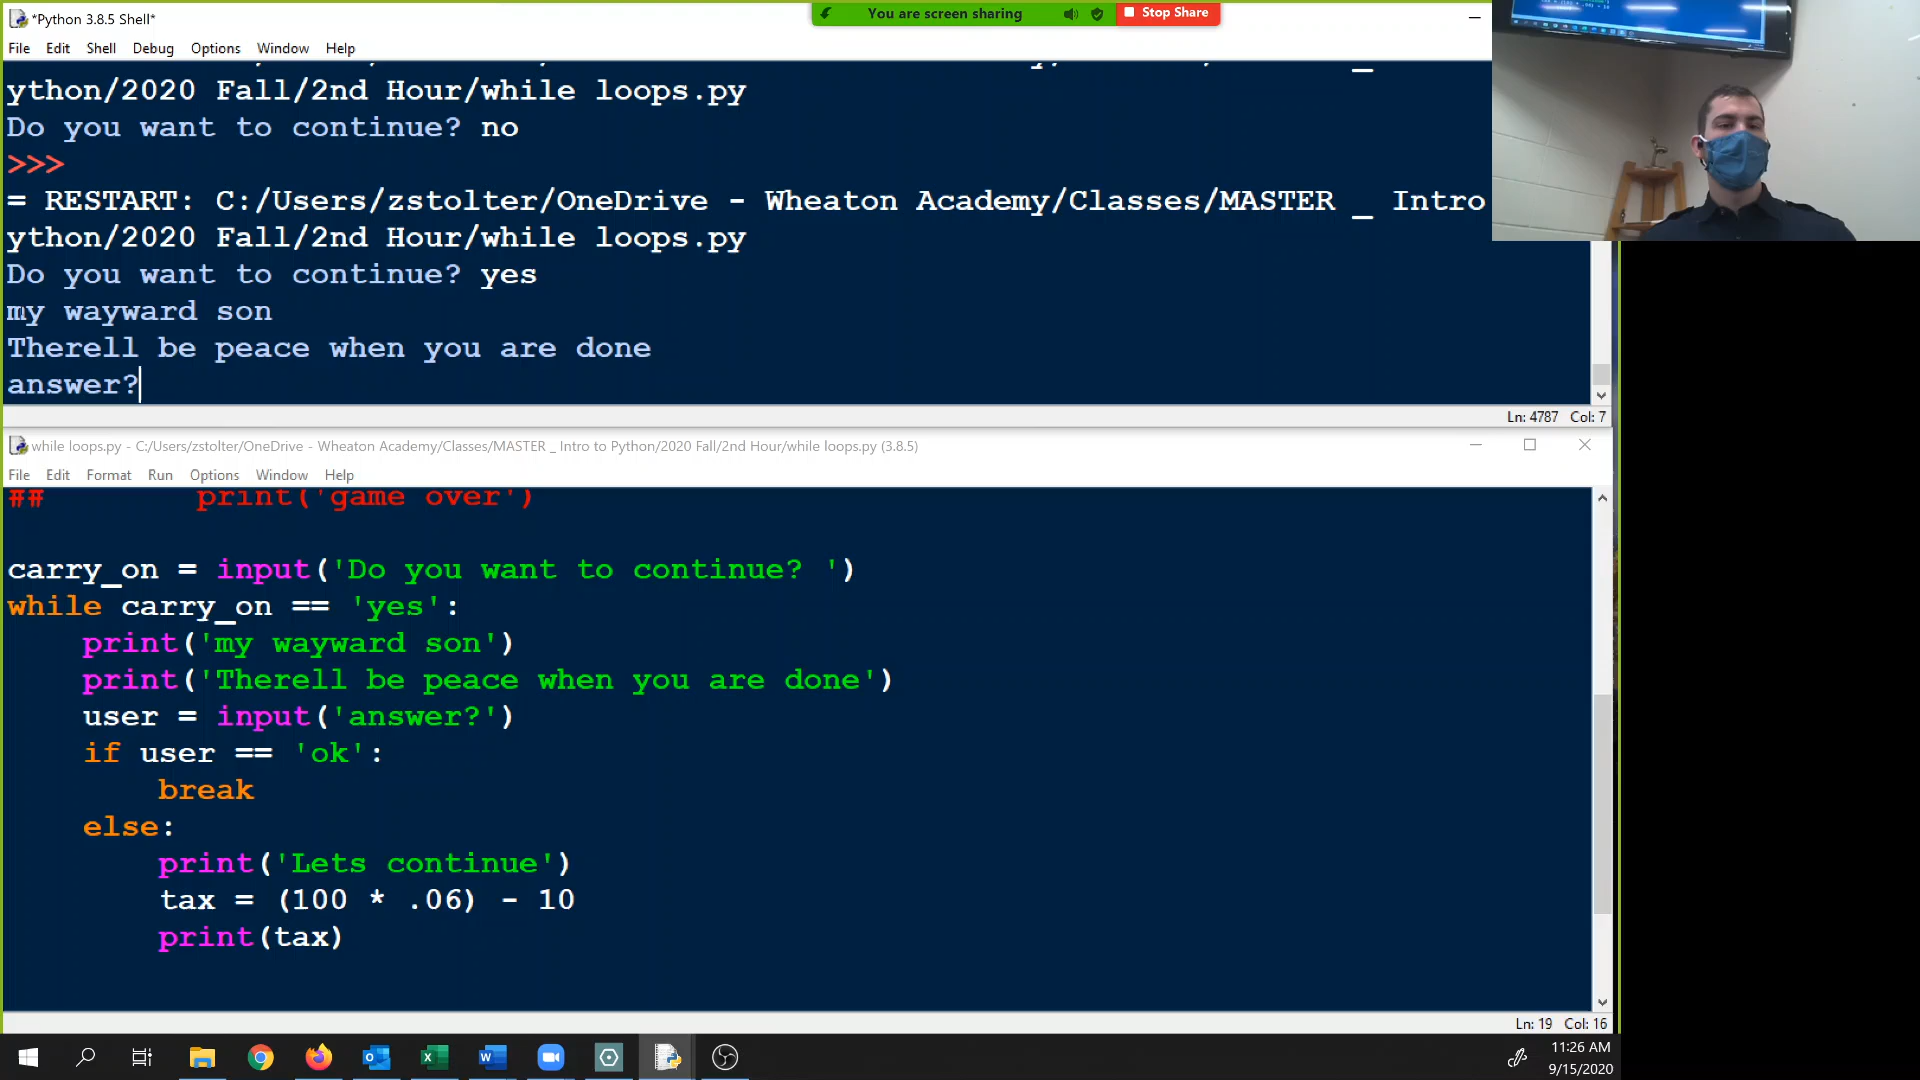 *Python 3.8.5 Shell*
You are screen sharing
Stop Share
File Edit Shell Debug Options Window Help
ython/2020 Fall/2nd Hour/while loops.py
Do you want to continue? no
>>>
= RESTART: C:/Users/zstolter/OneDrive - Wheaton Academy/Classes/MASTER _ Intro
ython/2020 Fall/2nd Hour/while loops.py
Do you want to continue? yes
my wayward son
Therell be peace when you are done
answer?
Ln: 4787 Col: 7
while loops.py - C:/Users/zstolter/OneDrive - Wheaton Academy/Classes/MASTER _ Intro to Python/2020 Fall/2nd Hour/while loops.py (3.8.5)
File Edit Format Run Options Window Help
## print('game over')
carry_on = input('Do you want to continue? ')
while carry_on == 'yes':
    print('my wayward son')
    print('Therell be peace when you are done')
    user = input('answer?')
    if user == 'ok':
        break
    else:
        print('Lets continue')
        tax = (100 * .06) - 10
        print(tax)
Ln: 19 Col: 16
11:26 AM
9/15/2020